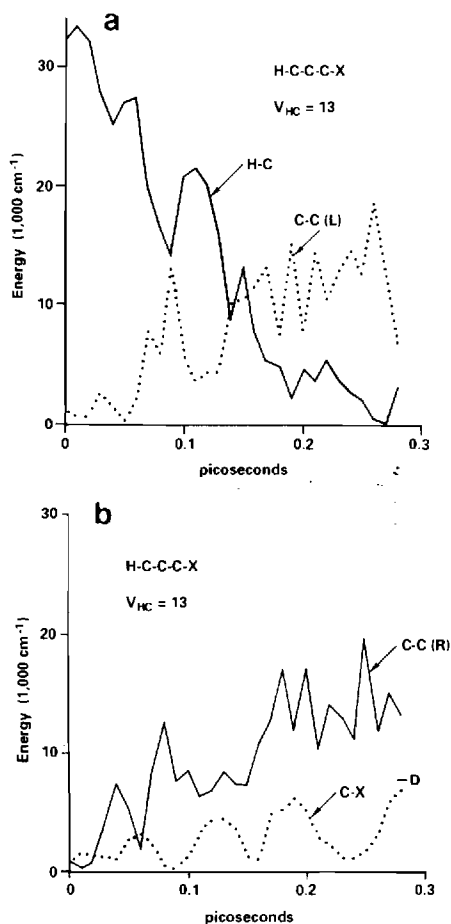 a
30
20
10
0
Energy (1,000 cm⁻¹)
H-C-C-C-X
V_HC = 13
H-C
C-C (L)
0
0.1
0.2
0.3
picoseconds
b
30
20
10
0
Energy (1,000 cm⁻¹)
H-C-C-C-X
V_HC = 13
C-C (R)
C-X
D
0
0.1
0.2
0.3
picoseconds